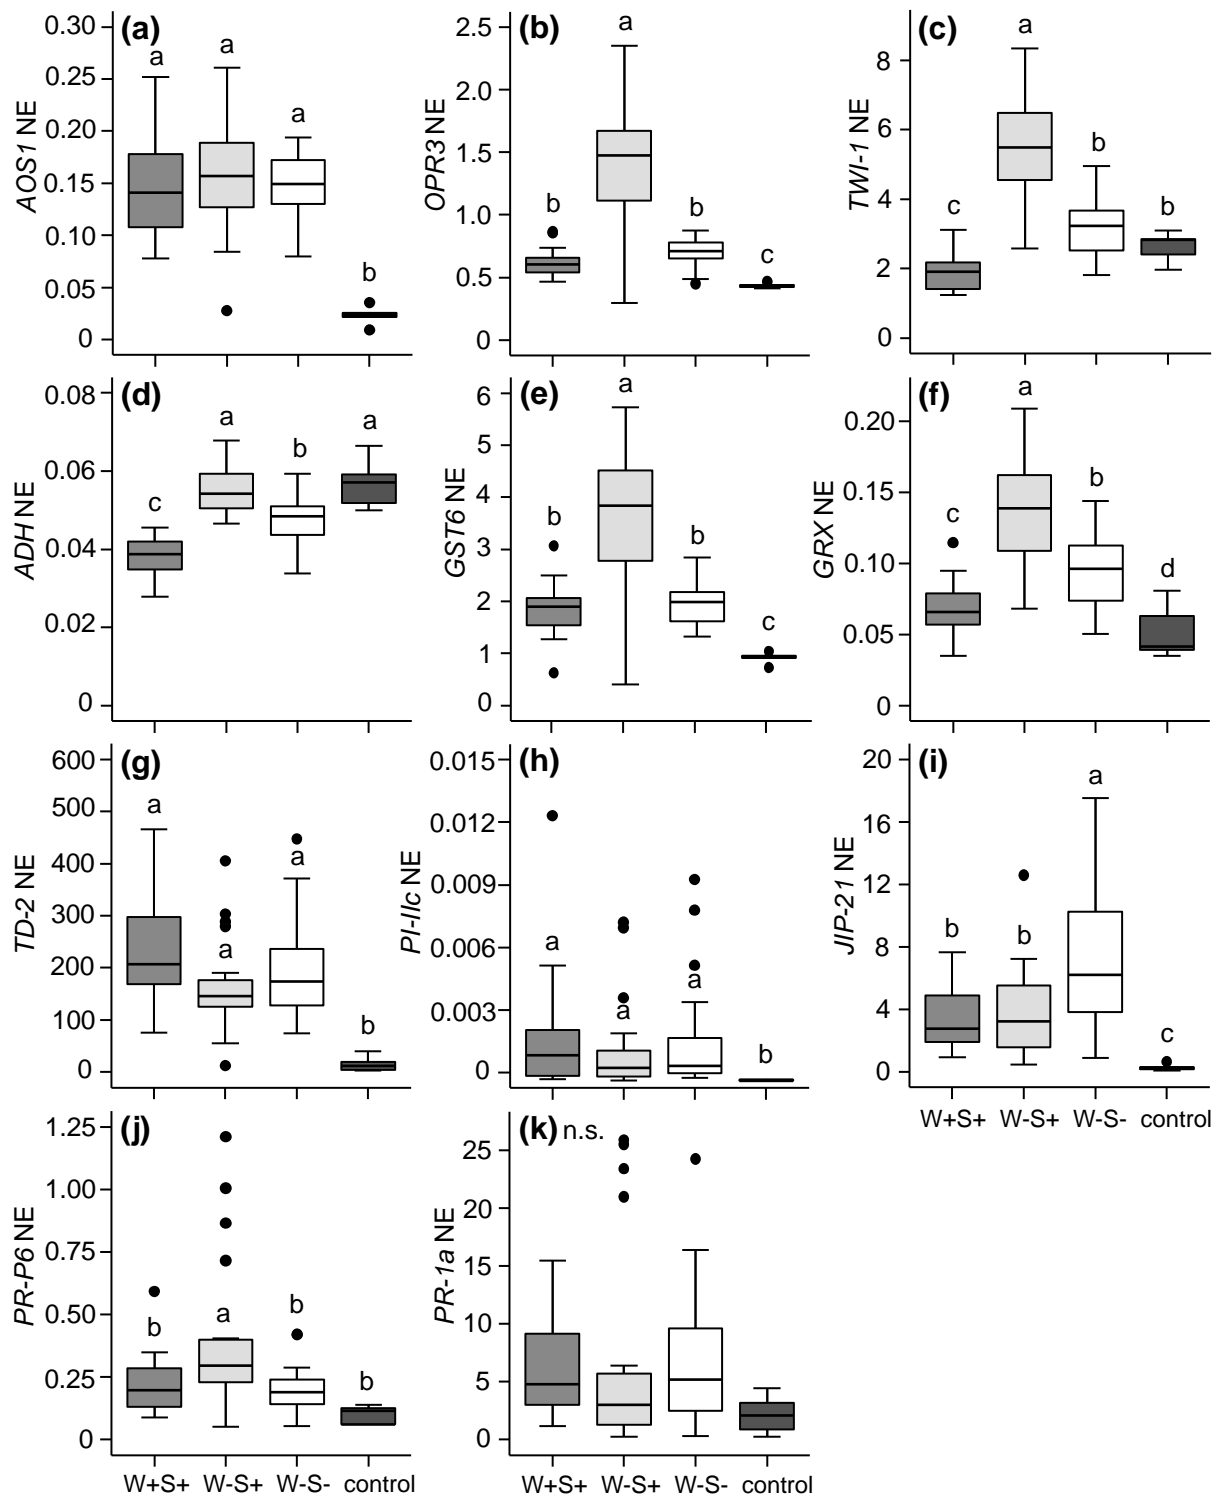 (a)
AOS1 NE
0.30
0.25
0.20
0.15
0.10
0.05
0
a
a
a
b
(b)
OPR3 NE
2.5
2.0
1.5
1.0
0.5
0
b
a
b
c
(c)
TWI-1 NE
8
6
4
2
0
c
a
b
b
(d)
ADH NE
0.08
0.06
0.04
0.02
0
c
a
b
a
(e)
GST6 NE
6
5
4
3
2
1
0
b
a
b
c
(f)
GRX NE
0.20
0.15
0.10
0.05
0
c
a
b
d
(g)
TD-2 NE
600
500
400
300
200
100
0
a
a
a
b
(h)
PI-IIc NE
0.015
0.012
0.009
0.006
0.003
0
a
a
a
b
(i)
JIP-21 NE
20
16
12
8
4
0
b
b
a
c
W+S+ W-S+ W-S- control
(j)
PR-P6 NE
1.25
1.00
0.75
0.50
0.25
0
b
a
b
b
W+S+ W-S+ W-S- control
(k) n.s.
PR-1a NE
25
20
15
10
5
0
W+S+ W-S+ W-S- control